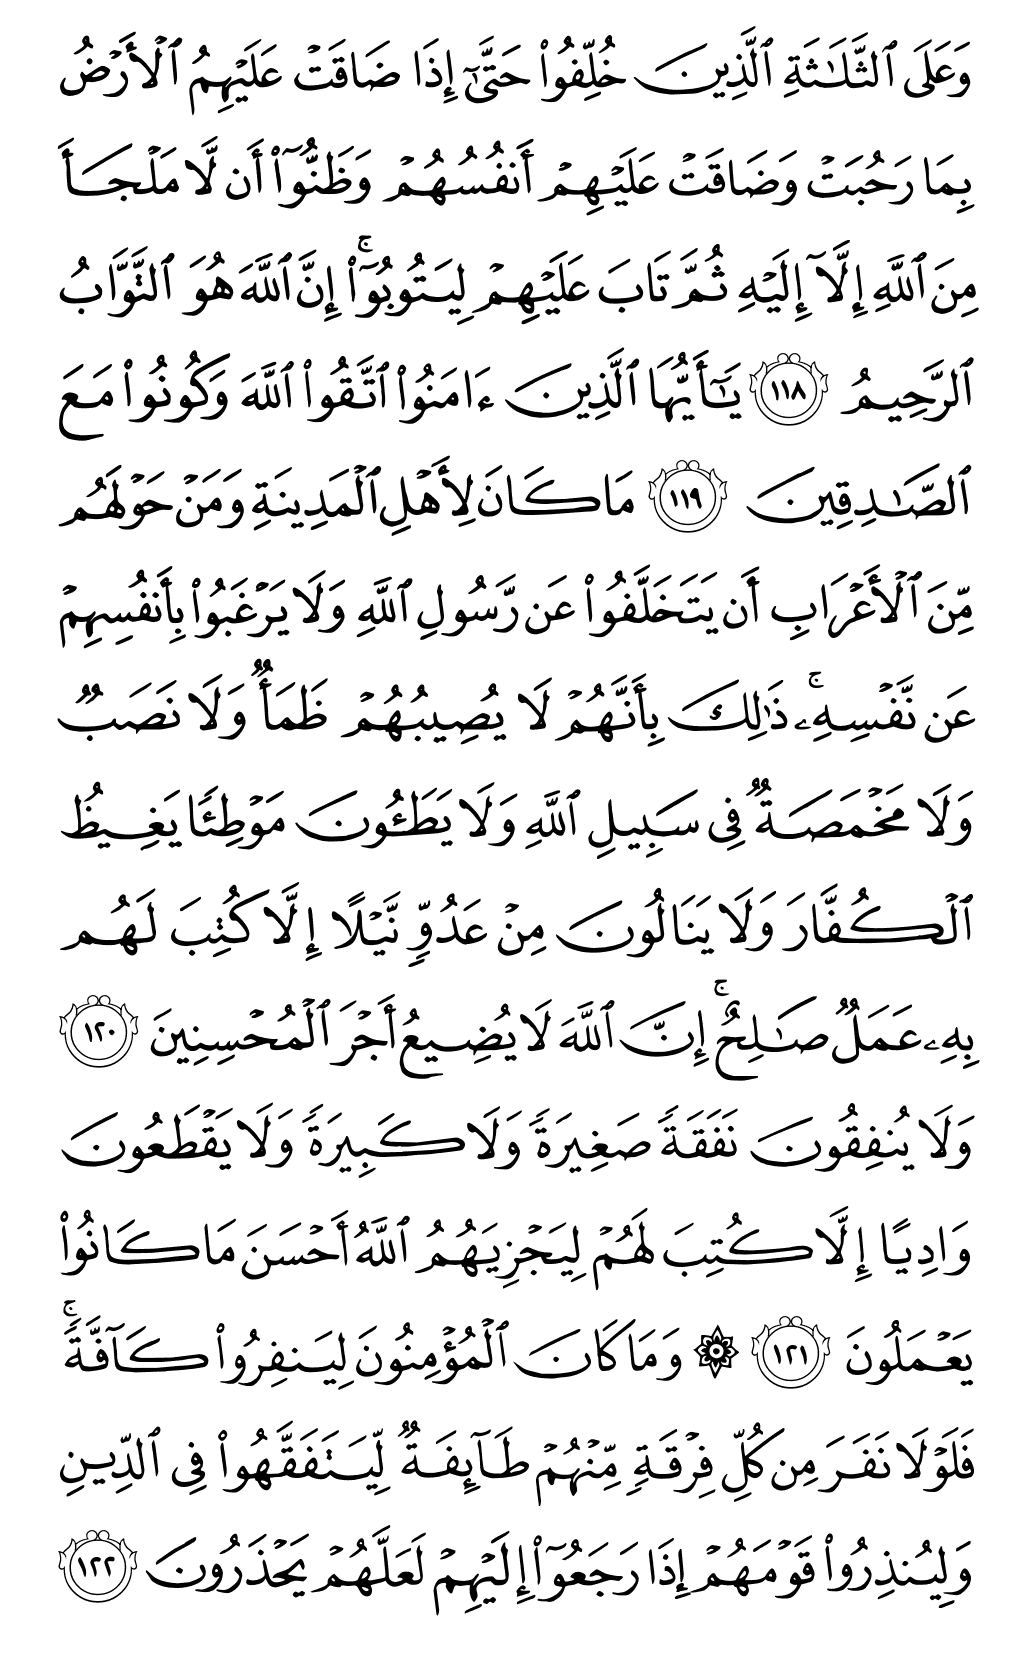 وَعَلَى ٱلثَّلَـٰثَةِ ٱلَّذِينَ خُلِّفُوا۟ حَتَّىٰٓ إِذَا ضَاقَتْ عَلَيْهِمُ ٱلْأَرْضُ
بِمَا رَحُبَتْ وَضَاقَتْ عَلَيْهِمْ أَنفُسُهُمْ وَظَنُّوٓا۟ أَن لَّا مَلْجَأَ
مِنَ ٱللَّهِ إِلَّآ إِلَيْهِ ثُمَّ تَابَ عَلَيْهِمْ لِيَتُوبُوٓا۟ ۚ إِنَّ ٱللَّهَ هُوَ ٱلتَّوَّابُ
ٱلرَّحِيمُ ١١٨ يَـٰٓأَيُّهَا ٱلَّذِينَ ءَامَنُوا۟ ٱتَّقُوا۟ ٱللَّهَ وَكُونُوا۟ مَعَ
ٱلصَّـٰدِقِينَ ١١٩ مَا كَانَ لِأَهْلِ ٱلْمَدِينَةِ وَمَنْ حَوْلَهُم
مِّنَ ٱلْأَعْرَابِ أَن يَتَخَلَّفُوا۟ عَن رَّسُولِ ٱللَّهِ وَلَا يَرْغَبُوا۟ بِأَنفُسِهِمْ
عَن نَّفْسِهِۦ ۚ ذَٰلِكَ بِأَنَّهُمْ لَا يُصِيبُهُمْ ظَمَأٌ وَلَا نَصَبٌ
وَلَا مَخْمَصَةٌ فِى سَبِيلِ ٱللَّهِ وَلَا يَطَـُٔونَ مَوْطِئًا يَغِيظُ
ٱلْكُفَّارَ وَلَا يَنَالُونَ مِنْ عَدُوٍّ نَّيْلًا إِلَّا كُتِبَ لَهُم
بِهِۦ عَمَلٌ صَـٰلِحٌ ۚ إِنَّ ٱللَّهَ لَا يُضِيعُ أَجْرَ ٱلْمُحْسِنِينَ ١٢٠
وَلَا يُنفِقُونَ نَفَقَةً صَغِيرَةً وَلَا كَبِيرَةً وَلَا يَقْطَعُونَ
وَادِيًا إِلَّا كُتِبَ لَهُمْ لِيَجْزِيَهُمُ ٱللَّهُ أَحْسَنَ مَا كَانُوا۟
يَعْمَلُونَ ١٢١ ۞ وَمَا كَانَ ٱلْمُؤْمِنُونَ لِيَنفِرُوا۟ كَآفَّةً ۚ
فَلَوْلَا نَفَرَ مِن كُلِّ فِرْقَةٍ مِّنْهُمْ طَآئِفَةٌ لِّيَتَفَقَّهُوا۟ فِى ٱلدِّينِ
وَلِيُنذِرُوا۟ قَوْمَهُمْ إِذَا رَجَعُوٓا۟ إِلَيْهِمْ لَعَلَّهُمْ يَحْذَرُونَ ١٢٢